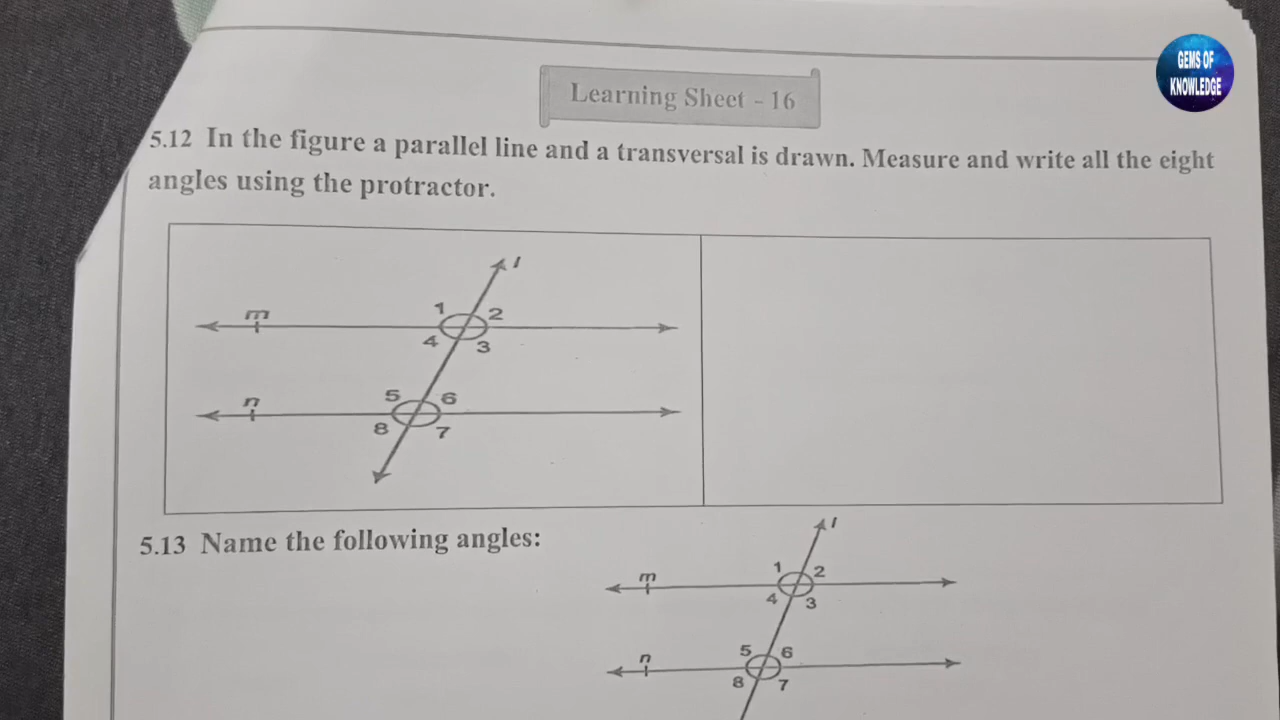 GEMS OF
KNOWLEDGE
Learning Sheet - 16
5.12 In the figure a parallel line and a transversal is drawn. Measure and write all the eight
angles using the protractor.
l
1 2
m
4 3
5 6
n
8 7
5.13 Name the following angles:
l
1 2
m
4 3
5 6
n
8 7